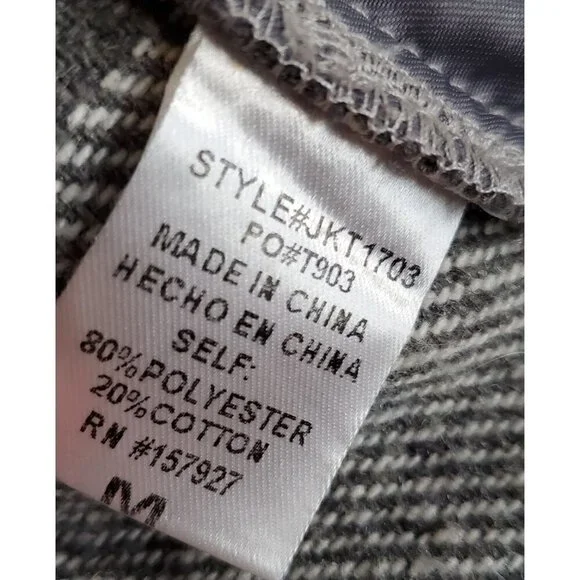 STYLE#JKT1703
PO#T903
MADE IN CHINA
HECHO EN CHINA
SELF:
80%POLYESTER
20%COTTON
RN #157927
M